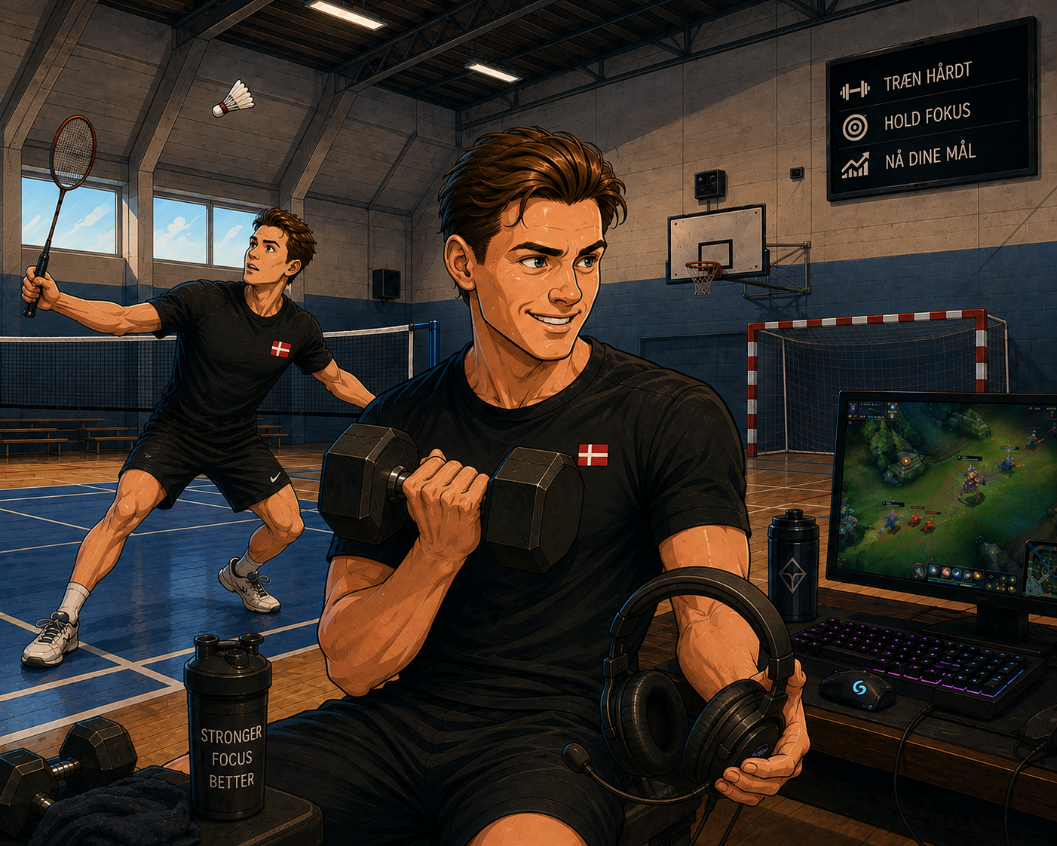 TRÆN HÅRDT
HOLD FOKUS
NÅ DINE MÅL
STRONGER
FOCUS
BETTER